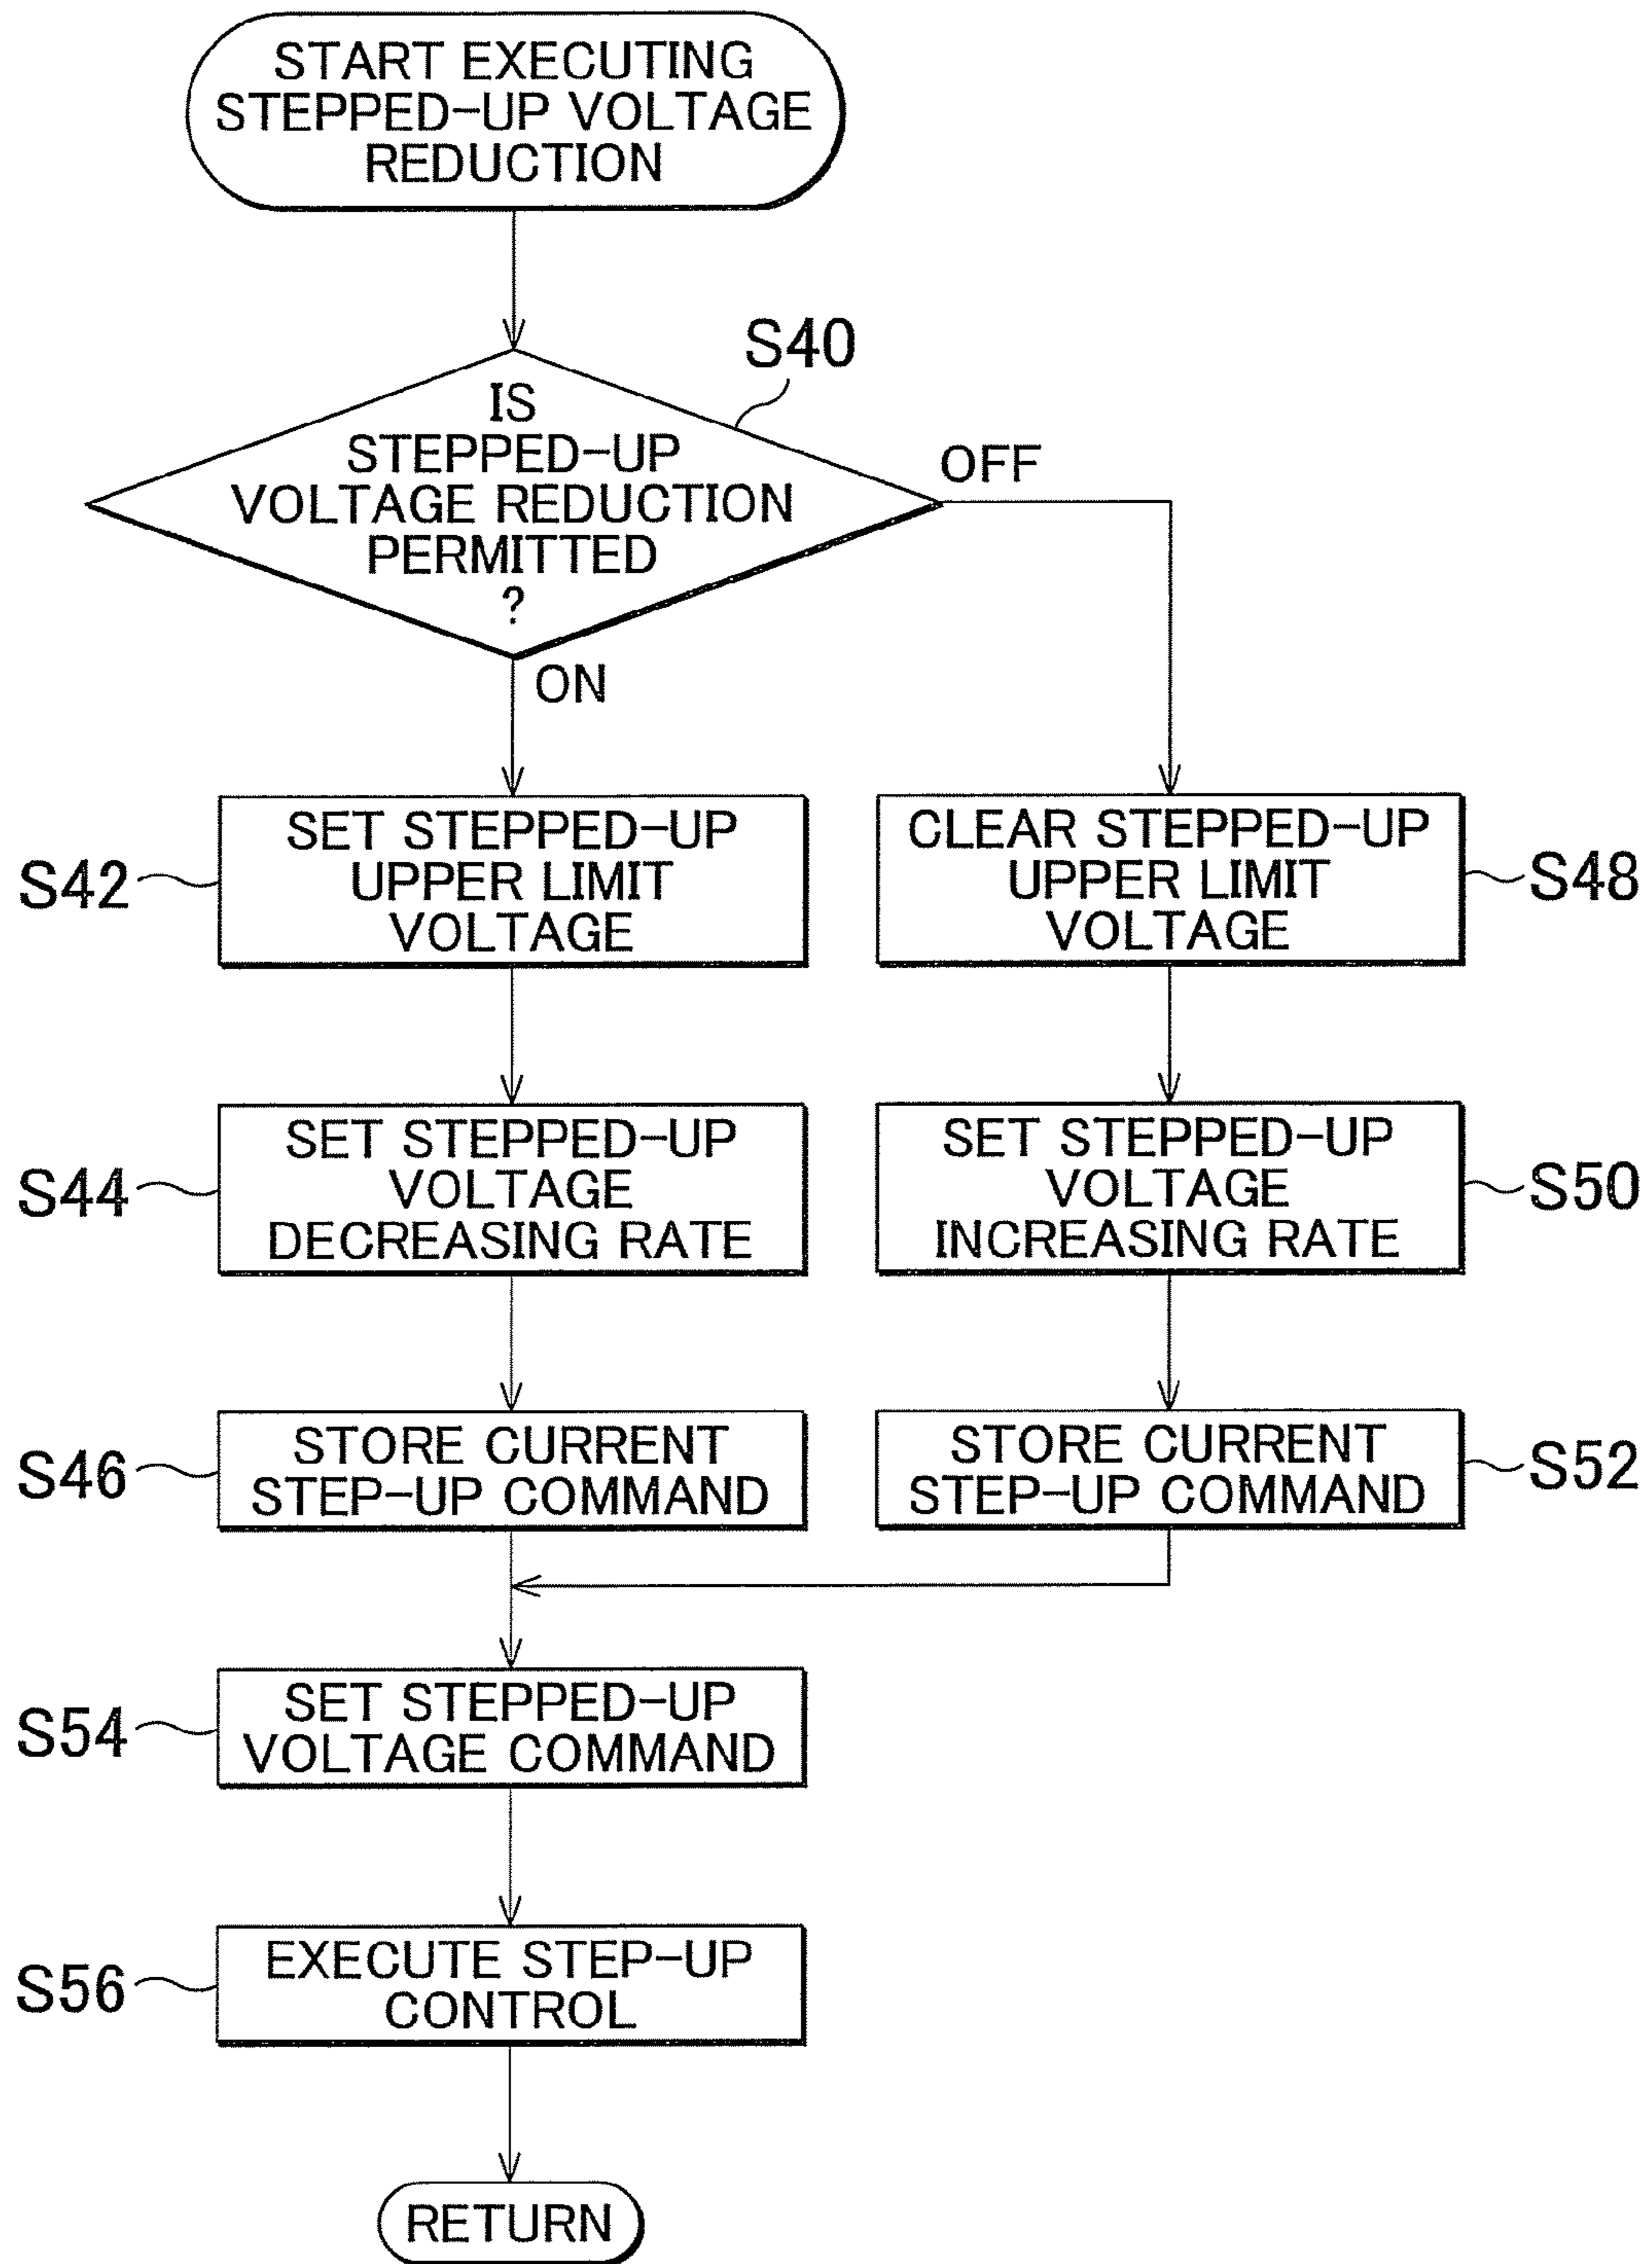 START EXECUTING
STEPPED-UP VOLTAGE
REDUCTION
S40
IS
STEPPED-UP
VOLTAGE REDUCTION
PERMITTED
?
OFF
ON
S42
SET STEPPED-UP
UPPER LIMIT
VOLTAGE
CLEAR STEPPED-UP
UPPER LIMIT
VOLTAGE
S48
S44
SET STEPPED-UP
VOLTAGE
DECREASING RATE
SET STEPPED-UP
VOLTAGE
INCREASING RATE
S50
S46
STORE CURRENT
STEP-UP COMMAND
STORE CURRENT
STEP-UP COMMAND
S52
S54
SET STEPPED-UP
VOLTAGE COMMAND
S56
EXECUTE STEP-UP
CONTROL
RETURN